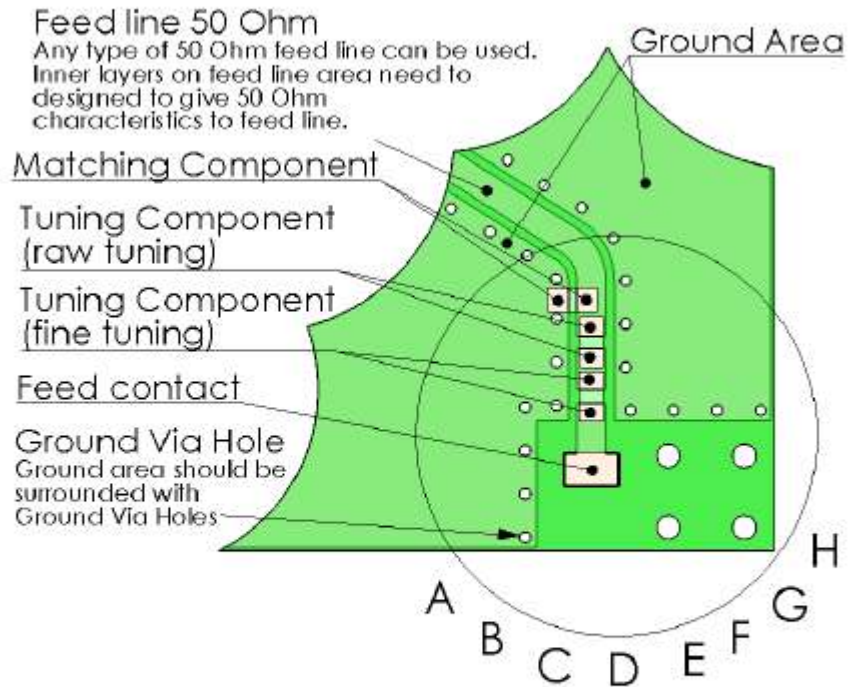 Feed line 50 Ohm
Any type of 50 Ohm feed line can be used.
Inner layers on feed line area need to
designed to give 50 Ohm
characteristics to feed line.
Ground Area
Matching Component
Tuning Component
(raw tuning)
Tuning Component
(fine tuning)
Feed contact
Ground Via Hole
Ground area should be
surrounded with
Ground Via Holes
A
B
C
D
E
F
G
H